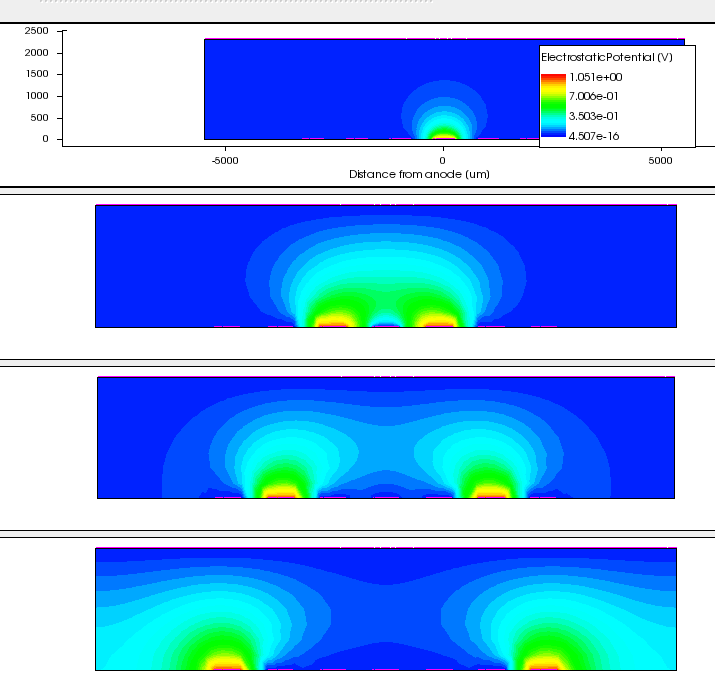 2500
2000
1500
1000
500
0
ElectrostaticPotential (V)
1.051e+00
7.006e-01
3.503e-01
4.507e-16
-5000 0 5000
Distance from anode (um)